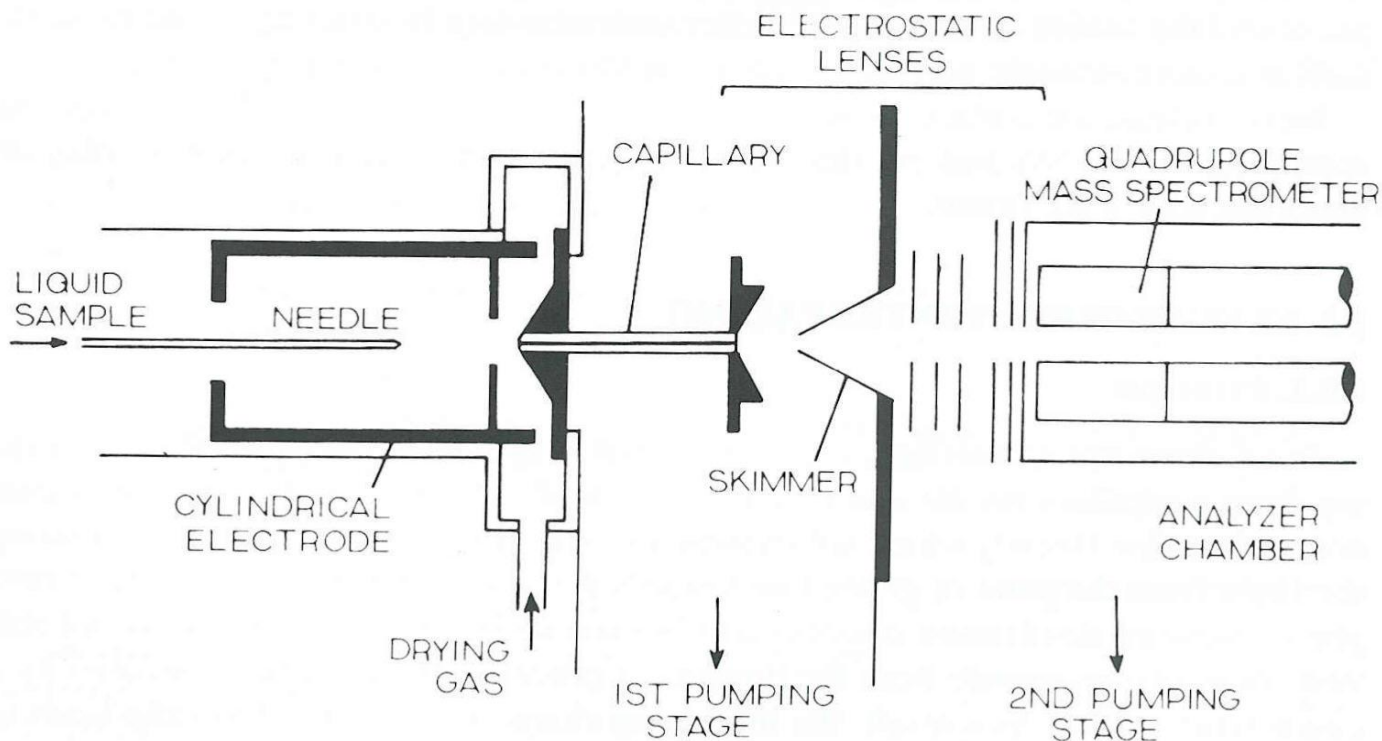 ELECTROSTATIC
LENSES
CAPILLARY
QUADRUPOLE
MASS SPECTROMETER
LIQUID
SAMPLE
NEEDLE
CYLINDRICAL
ELECTRODE
SKIMMER
ANALYZER
CHAMBER
DRYING
GAS
1ST PUMPING
STAGE
2ND PUMPING
STAGE